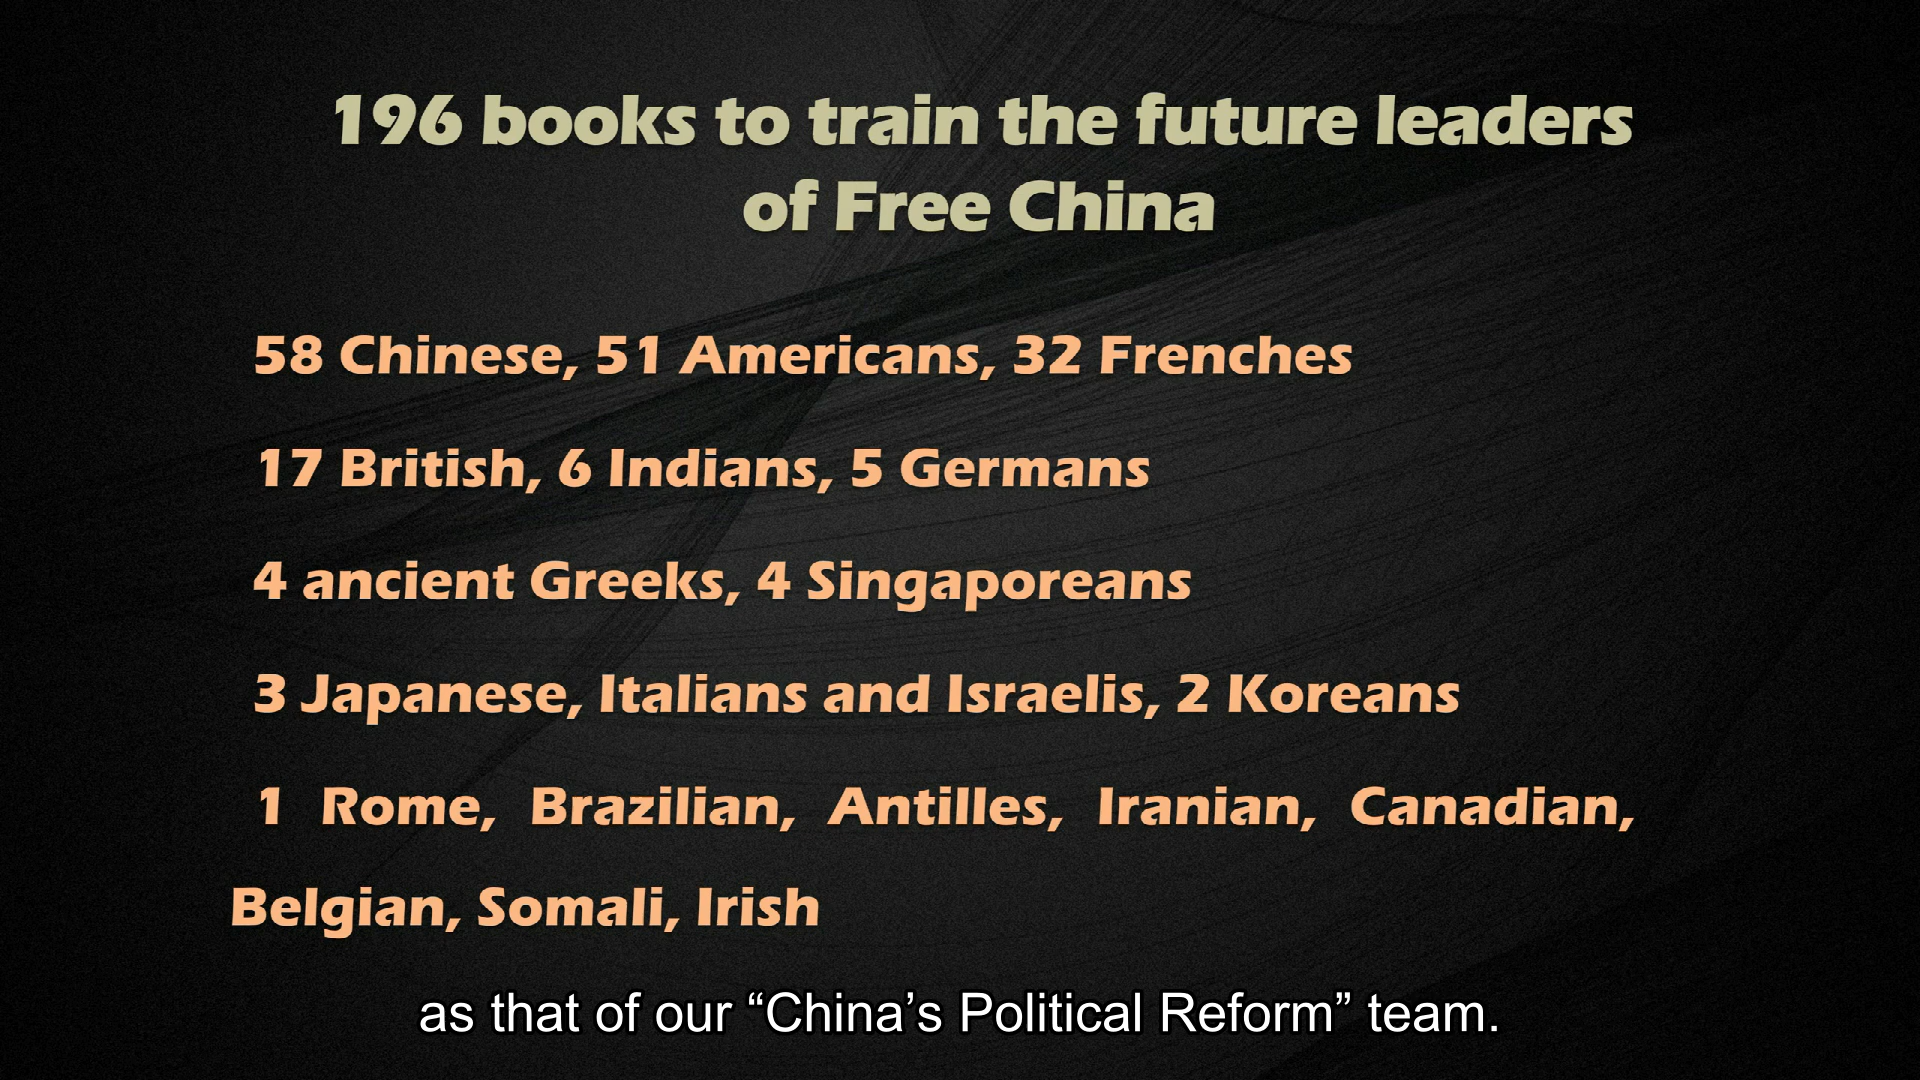 196 books to train the future leaders
of Free China
58 Chinese, 51 Americans, 32 Frenches
17 British, 6 Indians, 5 Germans
4 ancient Greeks, 4 Singaporeans
3 Japanese, Italians and Israelis, 2 Koreans
1 Rome, Brazilian, Antilles, Iranian, Canadian,
Belgian, Somali, Irish
as that of our “China’s Political Reform” team.